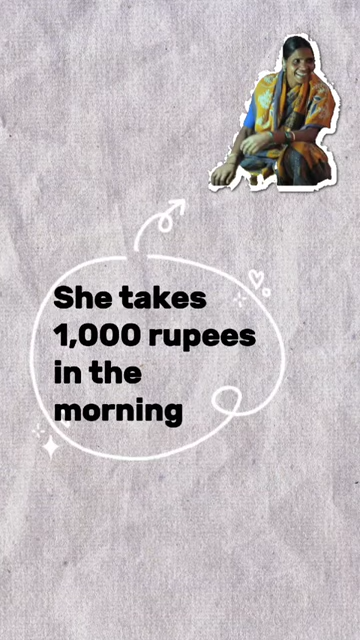 She takes
1,000 rupees
in the
morning